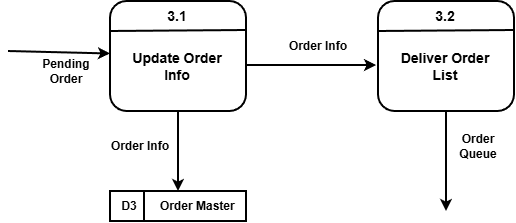 3.1
Update Order
Info
3.2
Deliver Order
List
Pending
Order
Order Info
Order Info
Order
Queue
D3 Order Master